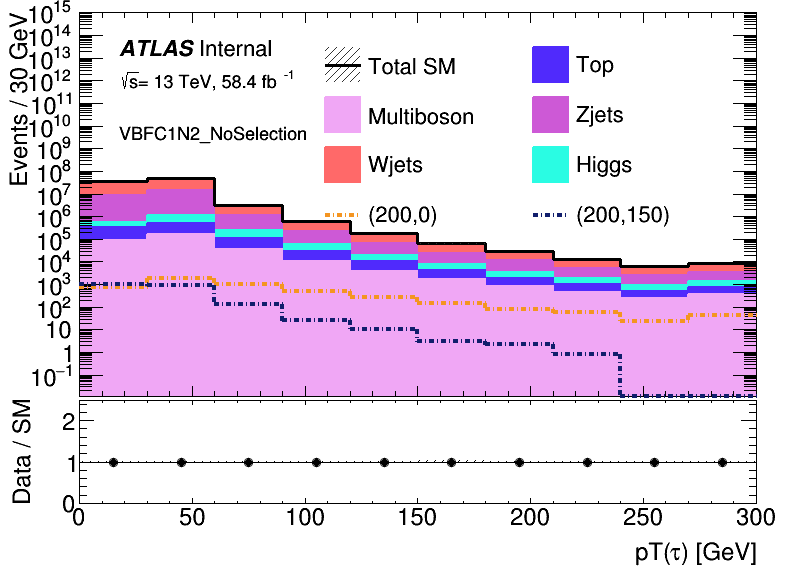 ATLAS Internal
√s= 13 TeV, 58.4 fb⁻¹
VBFC1N2_NoSelection
Total SM
Top
Multiboson
Zjets
Wjets
Higgs
(200,0)
(200,150)
Events / 30 GeV
10¹⁵
10¹⁴
10¹³
10¹²
10¹¹
10¹⁰
10⁹
10⁸
10⁷
10⁶
10⁵
10⁴
10³
10²
10
1
10⁻¹
Data / SM
2
1
0
0 50 100 150 200 250 300
pT(τ) [GeV]